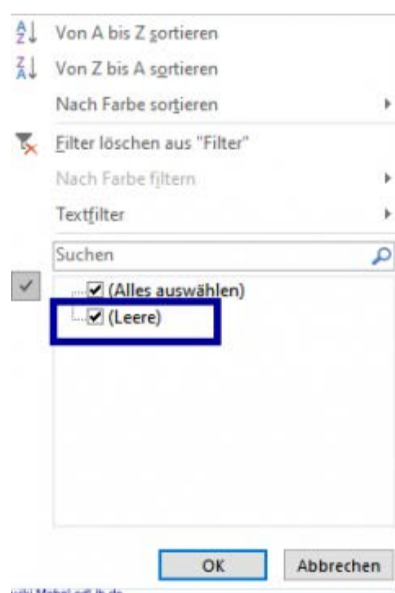 Von A bis Z sortieren
Von Z bis A sortieren
Nach Farbe sortieren
Filter löschen aus "Filter"
Nach Farbe filtern
Textfilter
Suchen
(Alles auswählen)
(Leere)
OK
Abbrechen